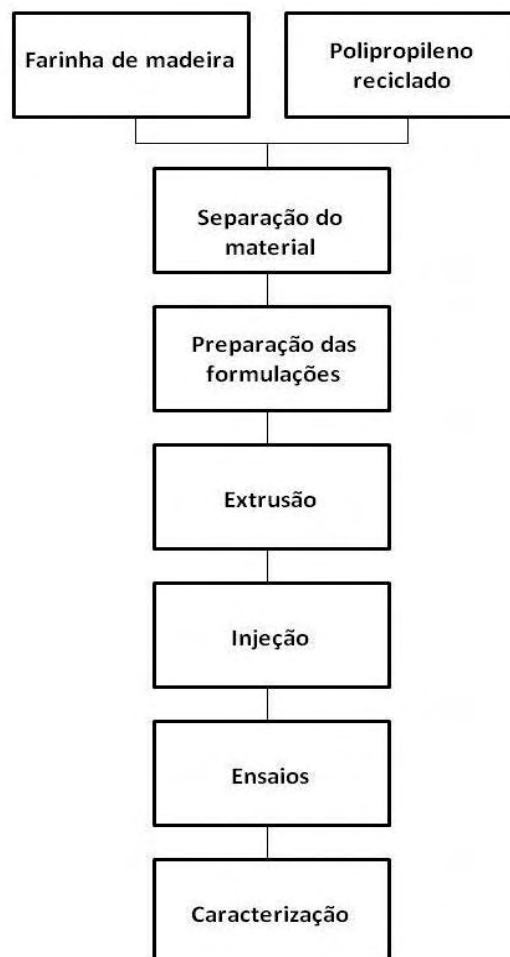 Farinha de madeira
Polipropileno
reciclado
Separação do
material
Preparação das
formulações
Extrusão
Injeção
Ensaios
Caracterização